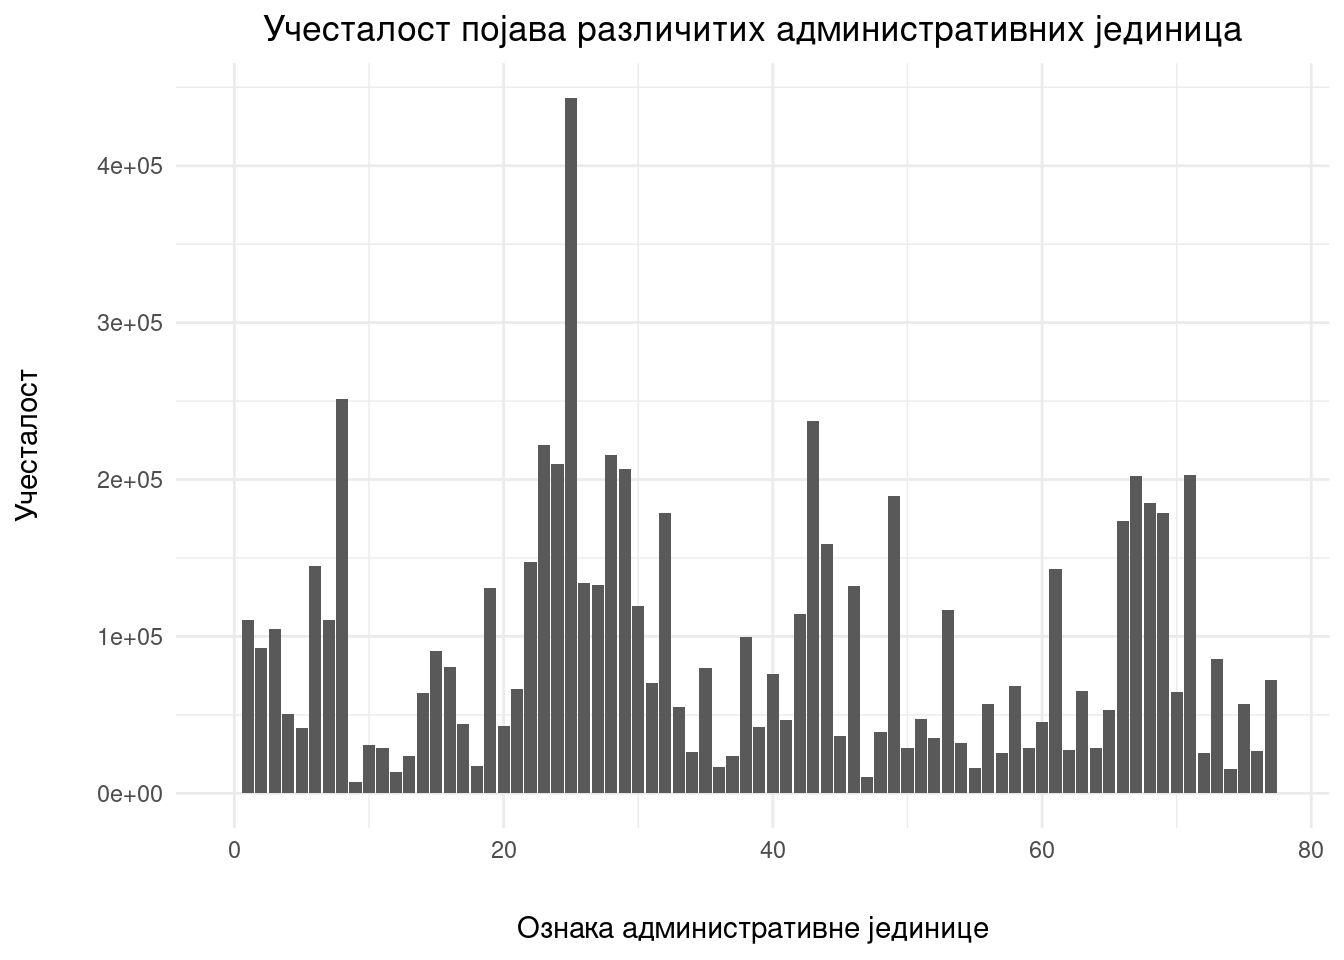 Учесталост појава различитих административних јединица
4e+05
3e+05
2e+05
1e+05
0e+00
Учесталост
0 20 40 60 80
Ознака административне јединице